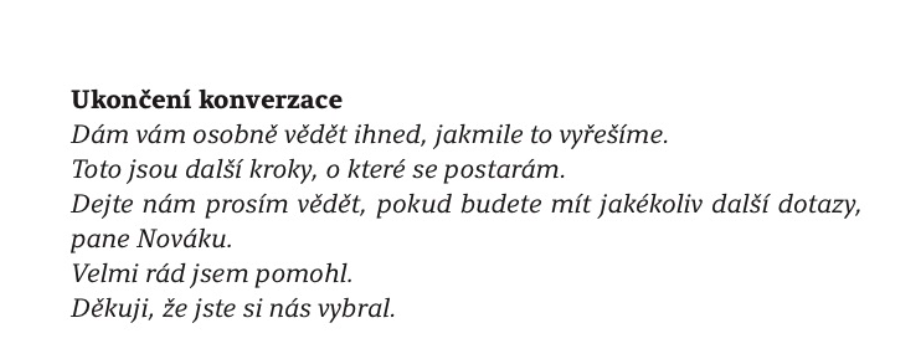 Ukončení konverzace
Dám vám osobně vědět ihned, jakmile to vyřešíme.
Toto jsou další kroky, o které se postarám.
Dejte nám prosím vědět, pokud budete mít jakékoliv další dotazy,
pane Nováku.
Velmi rád jsem pomohl.
Děkuji, že jste si nás vybral.